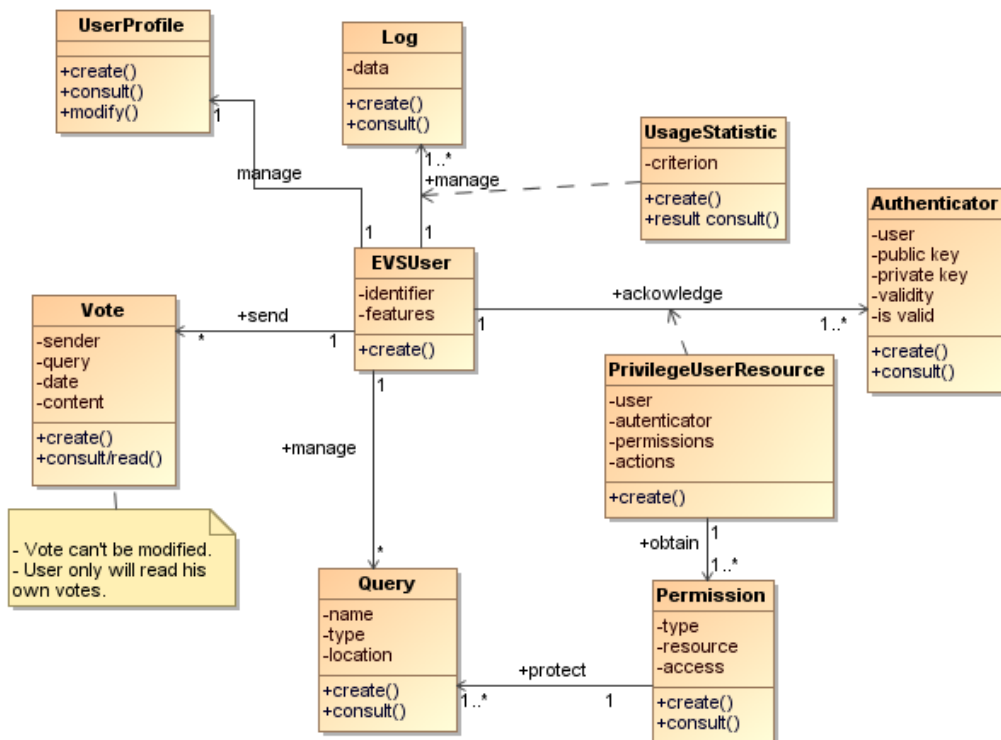 UserProfile
+create()
+consult()
+modify()
1
manage
1
Log
-data
+create()
+consult()
1..*
+manage
1
UsageStatistic
-criterion
+create()
+result consult()
Authenticator
-user
-public key
-private key
-validity
-is valid
+create()
+consult()
EVSUser
-identifier
-features
+create()
+ackowledge
1
1..*
Vote
-sender
-query
-date
-content
+create()
+consult/read()
+send
*
1
- Vote can't be modified.
- User only will read his
own votes.
1
+manage
*
PrivilegeUserResource
-user
-autenticator
-permissions
-actions
+create()
+obtain
1
1..*
Query
-name
-type
-location
+create()
+consult()
+protect
1..*
1
Permission
-type
-resource
-access
+create()
+consult()